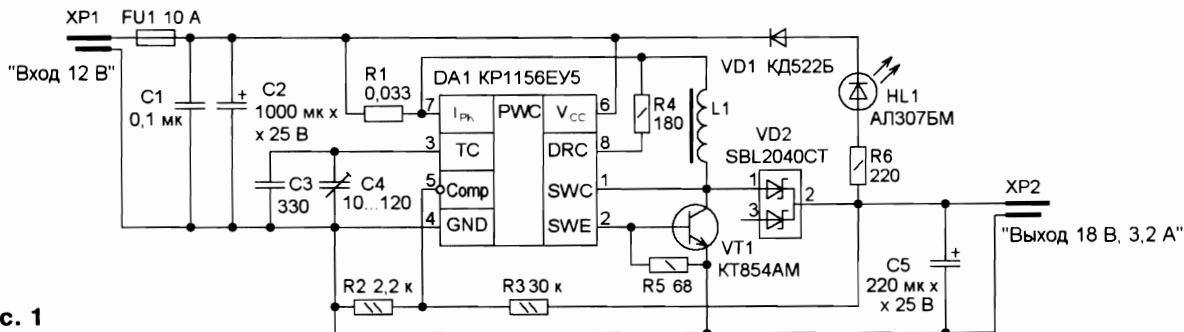 XP1
FU1 10 А
"Вход 12 В"
C1
0,1 мк
C2
+
1000 мк х
х 25 В
R1
0,033
DA1 КР1156ЕУ5
7
I Ph
PWC
VCC
6
3
TC
DRC
8
5
Comp
SWC
1
4
GND
SWE
2
C3
330
C4
10...120
R4
180
L1
VD1 КД522Б
HL1
АЛ307БМ
VD2
SBL2040CT
1
2
3
R6
220
XP2
"Выход 18 В, 3,2 А"
VT1
КТ854АМ
R5 68
C5
+
220 мк х
х 25 В
R2 2,2 к
R3 30 к
с. 1